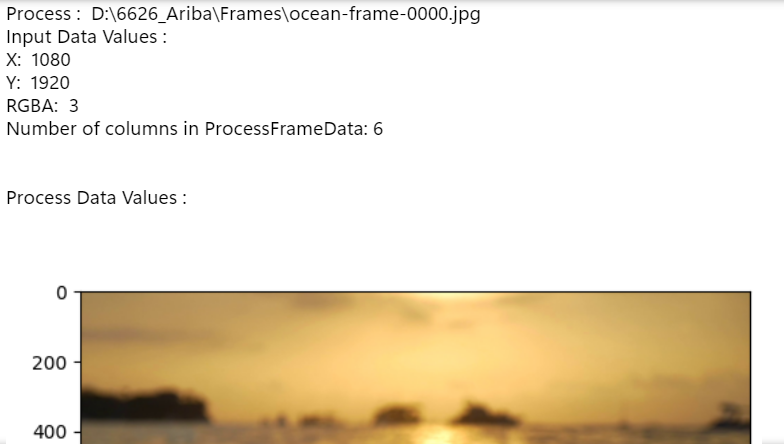 Process :  D:\6626_Ariba\Frames\ocean-frame-0000.jpg
Input Data Values :
X:  1080
Y:  1920
RGBA:  3
Number of columns in ProcessFrameData: 6
Process Data Values :
0
200
400